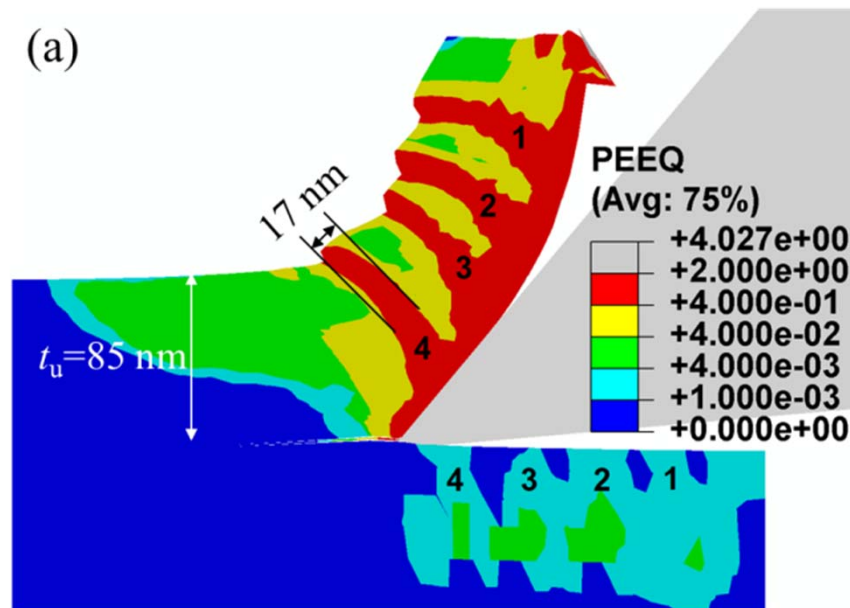 (a)
17 nm
tu=85 nm
1
2
3
4
PEEQ
(Avg: 75%)
+4.027e+00
+2.000e+00
+4.000e-01
+4.000e-02
+4.000e-03
+1.000e-03
+0.000e+00
4 3 2 1